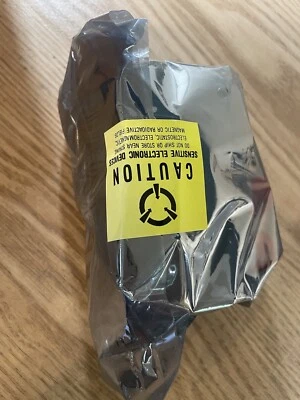 CAUTION
SENSITIVE ELECTRONIC DEVICES
DO NOT SHIP OR STORE NEAR STRONG
ELECTROSTATIC, ELECTROMAGNETIC,
MAGNETIC OR RADIOACTIVE FIELDS